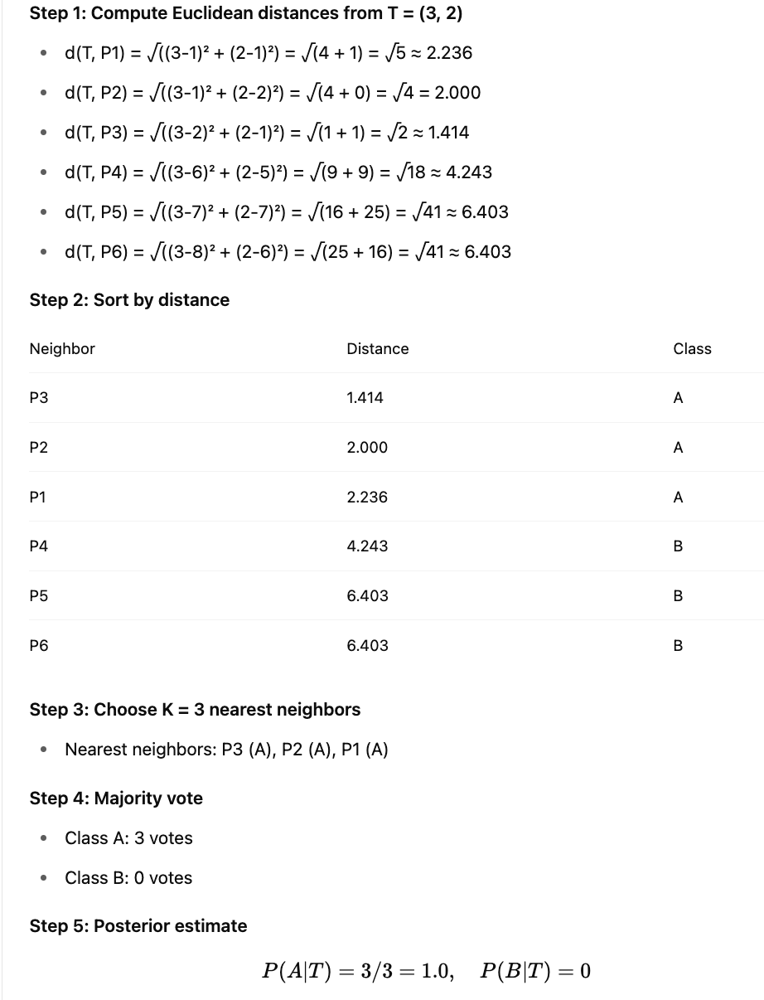 Step 1: Compute Euclidean distances from T = (3, 2)
• d(T, P1) = √((3-1)² + (2-1)²) = √(4 + 1) = √5 ≈ 2.236
• d(T, P2) = √((3-1)² + (2-2)²) = √(4 + 0) = √4 = 2.000
• d(T, P3) = √((3-2)² + (2-1)²) = √(1 + 1) = √2 ≈ 1.414
• d(T, P4) = √((3-6)² + (2-5)²) = √(9 + 9) = √18 ≈ 4.243
• d(T, P5) = √((3-7)² + (2-7)²) = √(16 + 25) = √41 ≈ 6.403
• d(T, P6) = √((3-8)² + (2-6)²) = √(25 + 16) = √41 ≈ 6.403
Step 2: Sort by distance
Neighbor Distance Class
P3 1.414 A
P2 2.000 A
P1 2.236 A
P4 4.243 B
P5 6.403 B
P6 6.403 B
Step 3: Choose K = 3 nearest neighbors
• Nearest neighbors: P3 (A), P2 (A), P1 (A)
Step 4: Majority vote
• Class A: 3 votes
• Class B: 0 votes
Step 5: Posterior estimate
P(A|T) = 3/3 = 1.0, P(B|T) = 0